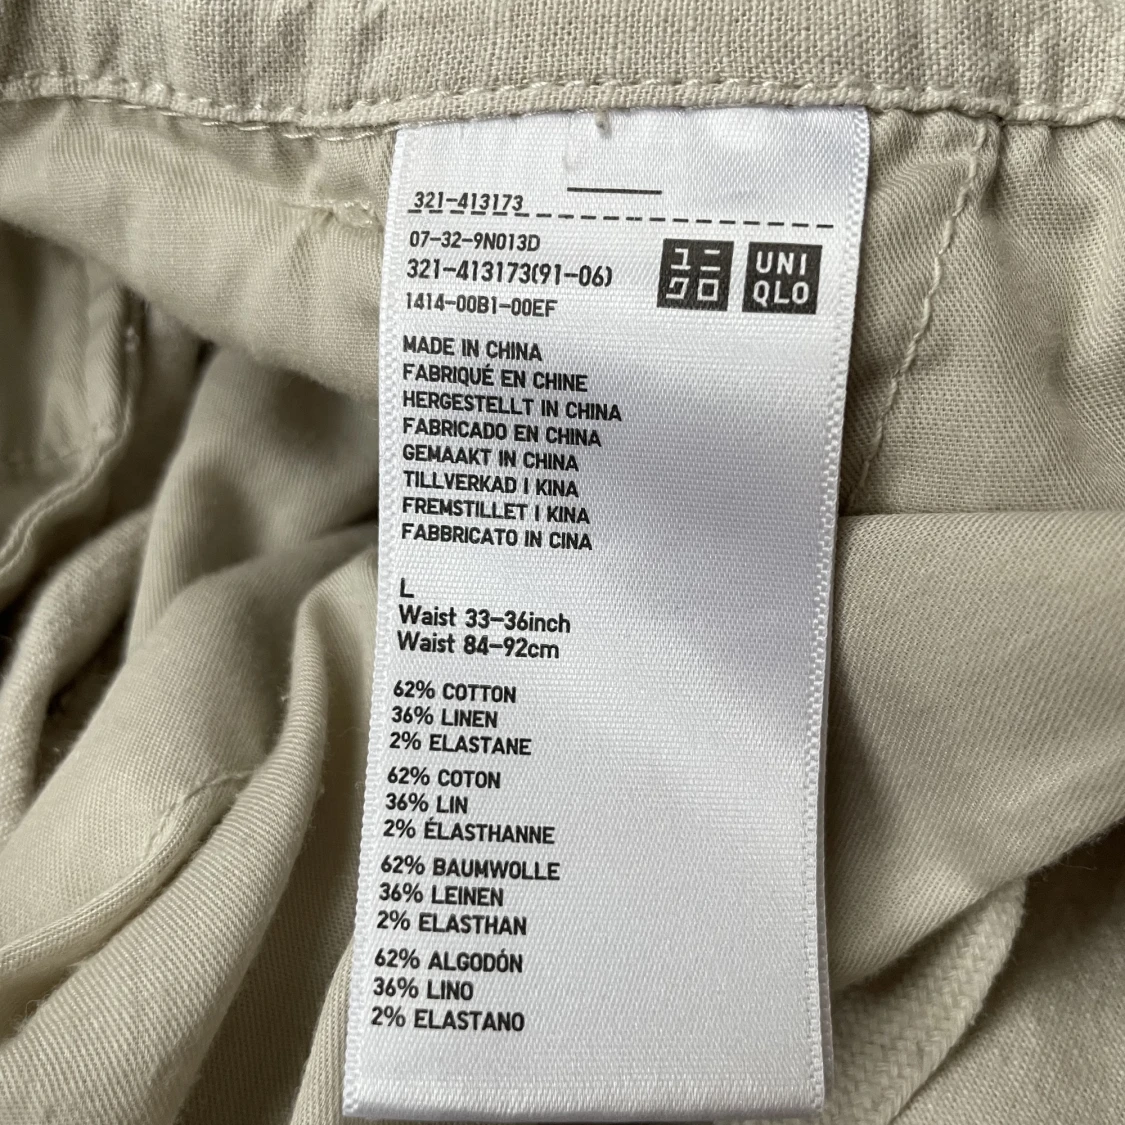 321-413173
07-32-9N013D
321-413173(91-06)
1414-00B1-00EF
ユニ
クロ
UNI
QLO
MADE IN CHINA
FABRIQUÉ EN CHINE
HERGESTELLT IN CHINA
FABRICADO EN CHINA
GEMAAKT IN CHINA
TILLVERKAD I KINA
FREMSTILLET I KINA
FABBRICATO IN CINA
L
Waist 33-36inch
Waist 84-92cm
62% COTTON
36% LINEN
2% ELASTANE
62% COTON
36% LIN
2% ÉLASTHANNE
62% BAUMWOLLE
36% LEINEN
2% ELASTHAN
62% ALGODÓN
36% LINO
2% ELASTANO